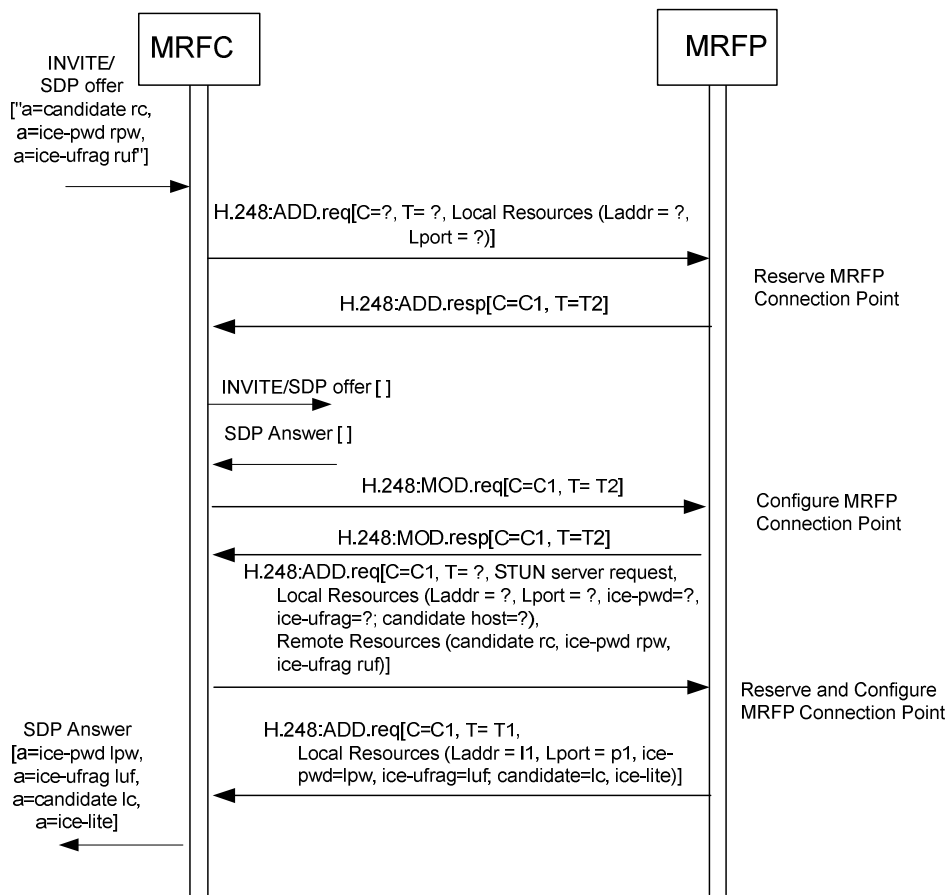 MRFC
MRFP
INVITE/
SDP offer
["a=candidate rc,
a=ice-pwd rpw,
a=ice-ufrag ruf"]
H.248:ADD.req[C=?, T= ?, Local Resources (Laddr = ?,
Lport = ?)]
Reserve MRFP
Connection Point
H.248:ADD.resp[C=C1, T=T2]
INVITE/SDP offer [ ]
SDP Answer [ ]
H.248:MOD.req[C=C1, T= T2]
Configure MRFP
Connection Point
H.248:MOD.resp[C=C1, T=T2]
H.248:ADD.req[C=C1, T= ?, STUN server request,
Local Resources (Laddr = ?, Lport = ?, ice-pwd=?,
ice-ufrag=?; candidate host=?),
Remote Resources (candidate rc, ice-pwd rpw,
ice-ufrag ruf)]
Reserve and Configure
MRFP Connection Point
SDP Answer
[a=ice-pwd lpw,
a=ice-ufrag luf,
a=candidate lc,
a=ice-lite]
H.248:ADD.req[C=C1, T= T1,
Local Resources (Laddr = l1, Lport = p1, ice-
pwd=lpw, ice-ufrag=luf; candidate=lc, ice-lite)]